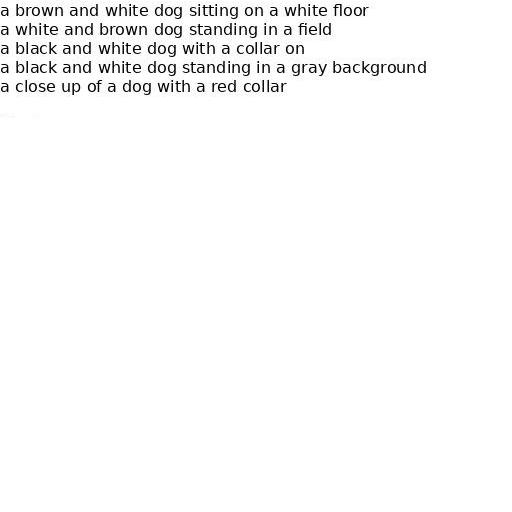 a brown and white dog sitting on a white floor
a white and brown dog standing in a field
a black and white dog with a collar on
a black and white dog standing in a gray background
a close up of a dog with a red collar